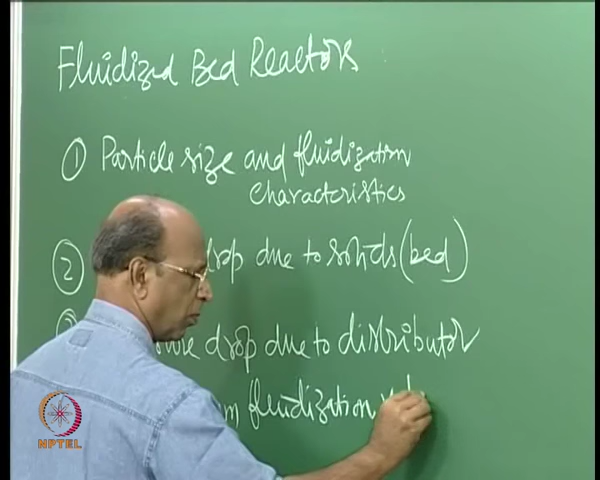 Fluidized Bed Reactors
① Particle size and fluidization
characteristics
② drop due to solids (bed)
drop due to distributor
fluidization
NPTEL